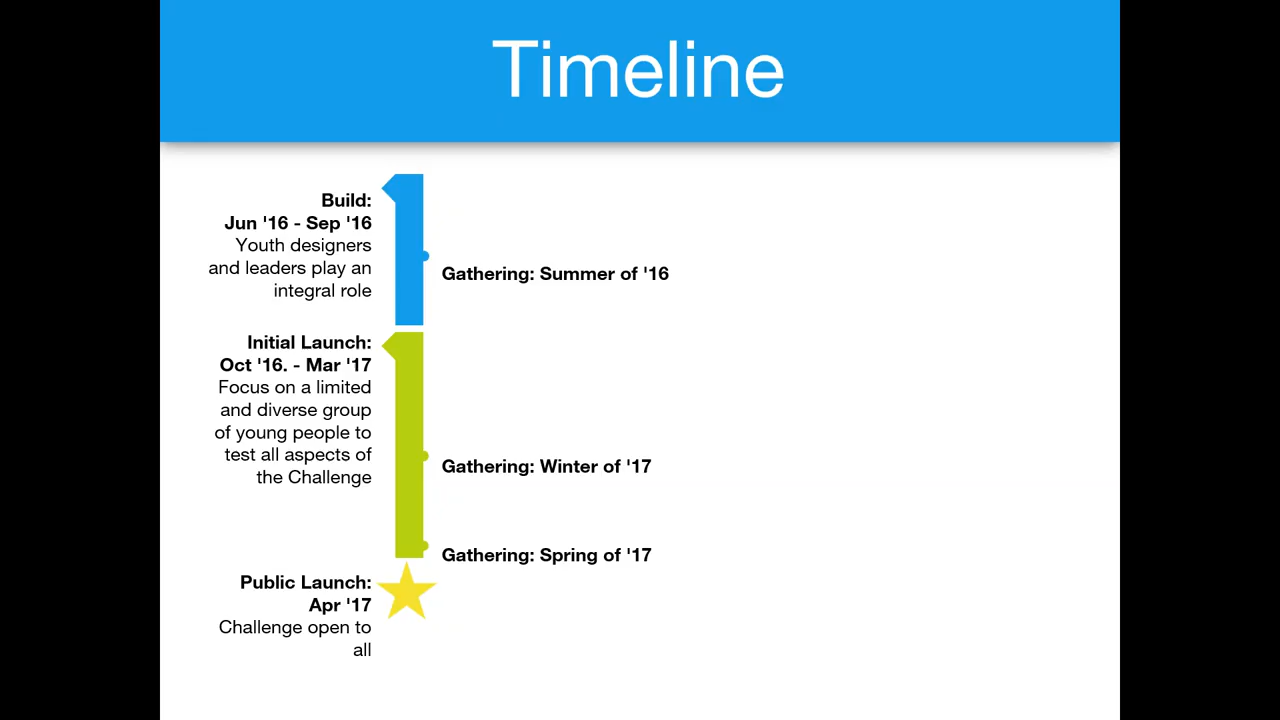 Timeline
Build:
Jun '16 - Sep '16
Youth designers
and leaders play an
integral role
Gathering: Summer of '16
Initial Launch:
Oct '16. - Mar '17
Focus on a limited
and diverse group
of young people to
test all aspects of
the Challenge
Gathering: Winter of '17
Gathering: Spring of '17
Public Launch:
Apr '17
Challenge open to
all